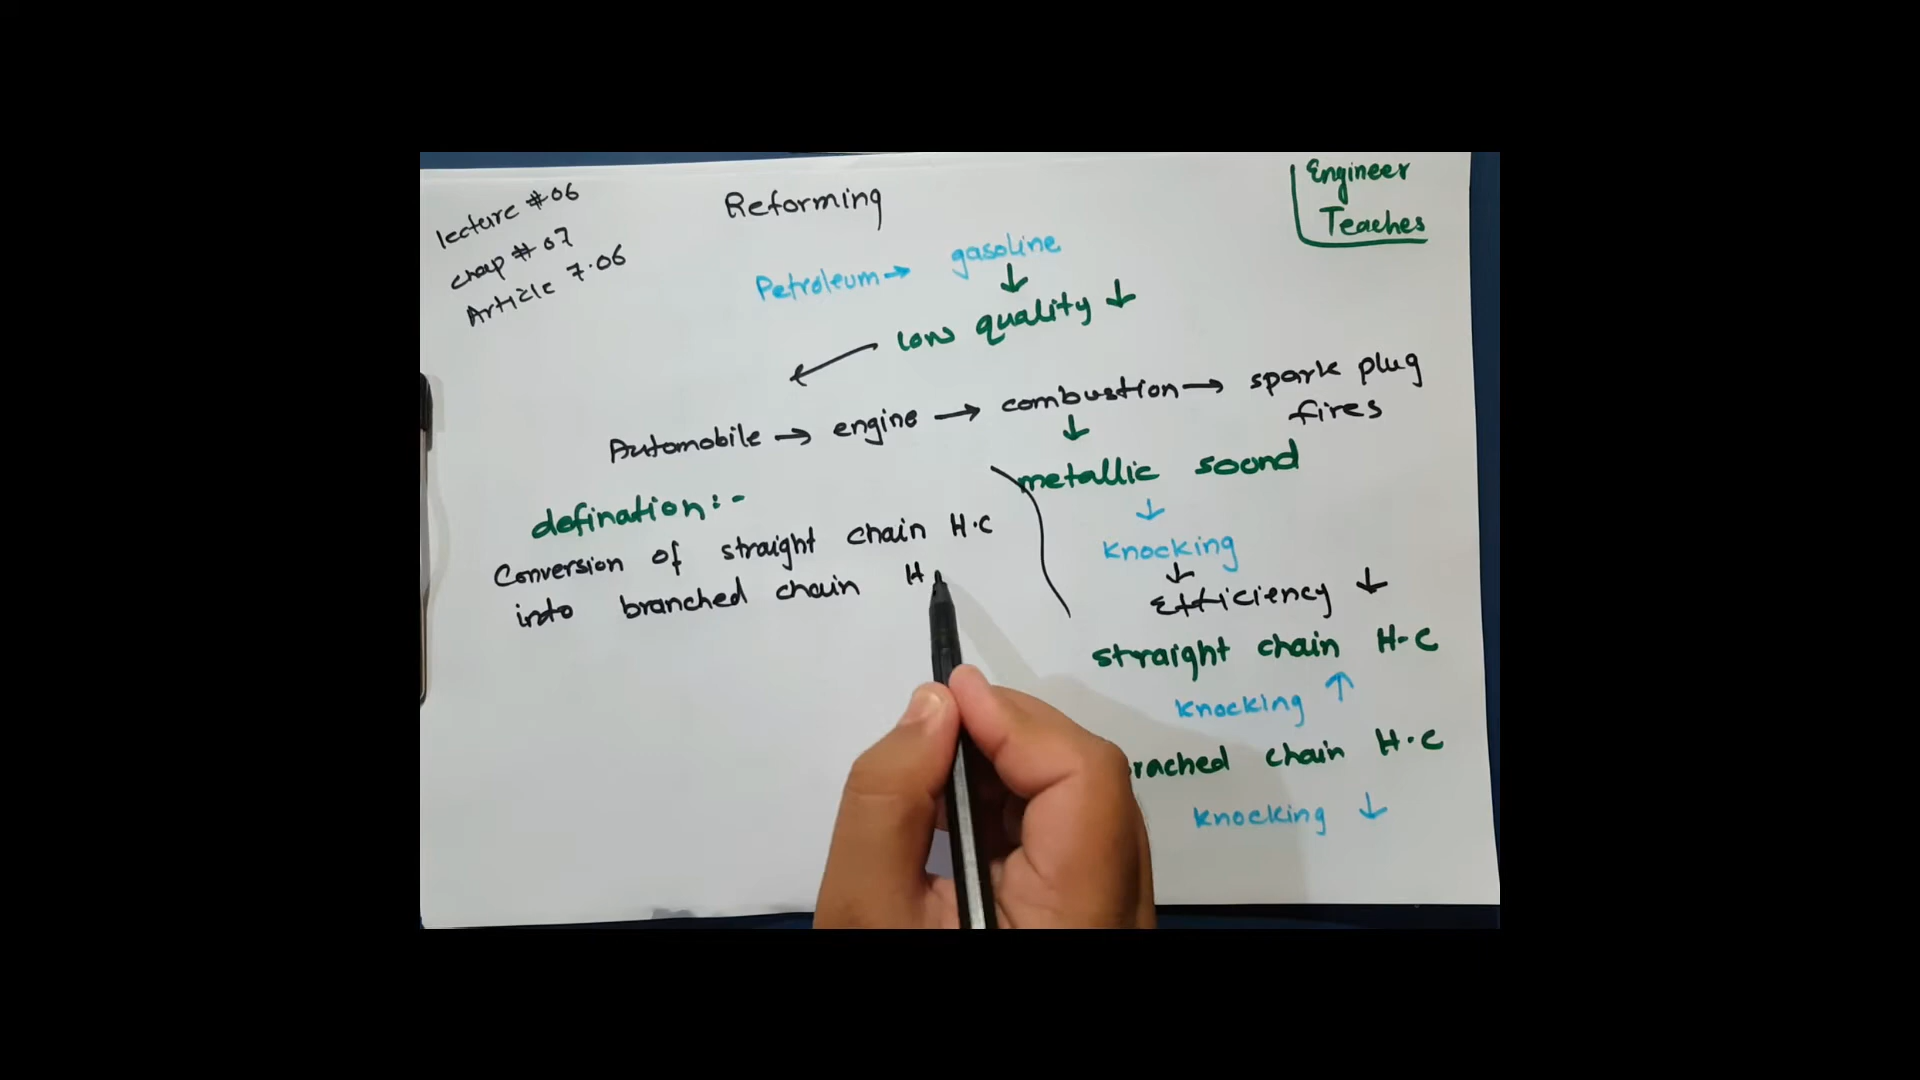 lecture #06
chap #07
Article 7.06
Reforming
Engineer
Teaches
Petroleum → gasoline
↓
low quality ↓
Automobile → engine → combustion → spark plug
fires
↓
metallic sound
↓
knocking
↓
Efficiency ↓
straight chain H-C
knocking ↑
rached chain H.C
knocking ↓
defination:-
Conversion of straight chain H.C
into branched chain H